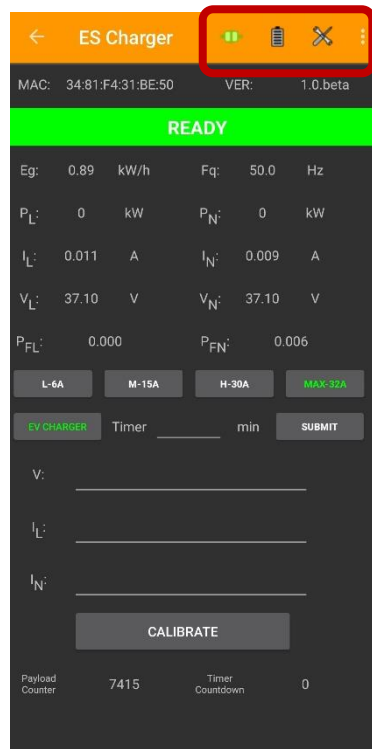 ES Charger
MAC: 34:81:F4:31:BE:50 VER: 1.0.beta
READY
Eg: 0.89 kW/h Fq: 50.0 Hz
PL: 0 kW PN: 0 kW
IL: 0.011 A IN: 0.009 A
VL: 37.10 V VN: 37.10 V
PFL: 0.000 PFN: 0.006
L-6A M-15A H-30A MAX-32A
EV CHARGER Timer min SUBMIT
V:
IL:
IN:
CALIBRATE
Payload Counter 7415 Timer Countdown 0